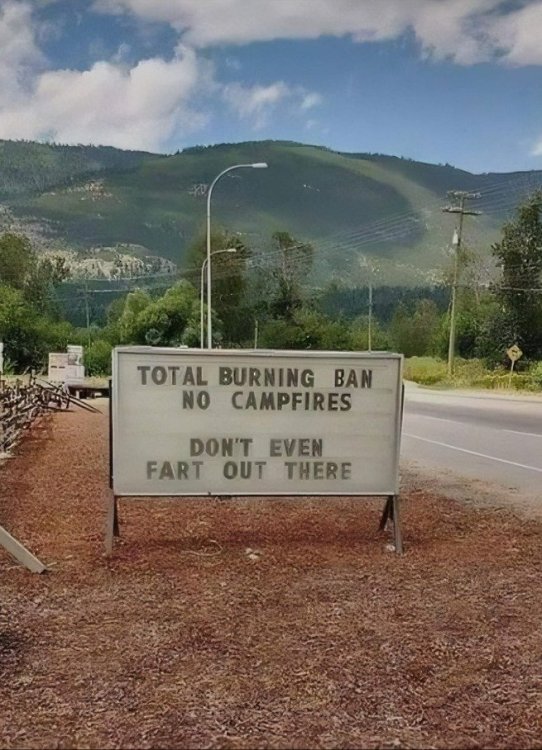 TOTAL BURNING BAN
NO CAMPFIRES
DON'T EVEN
FART OUT THERE